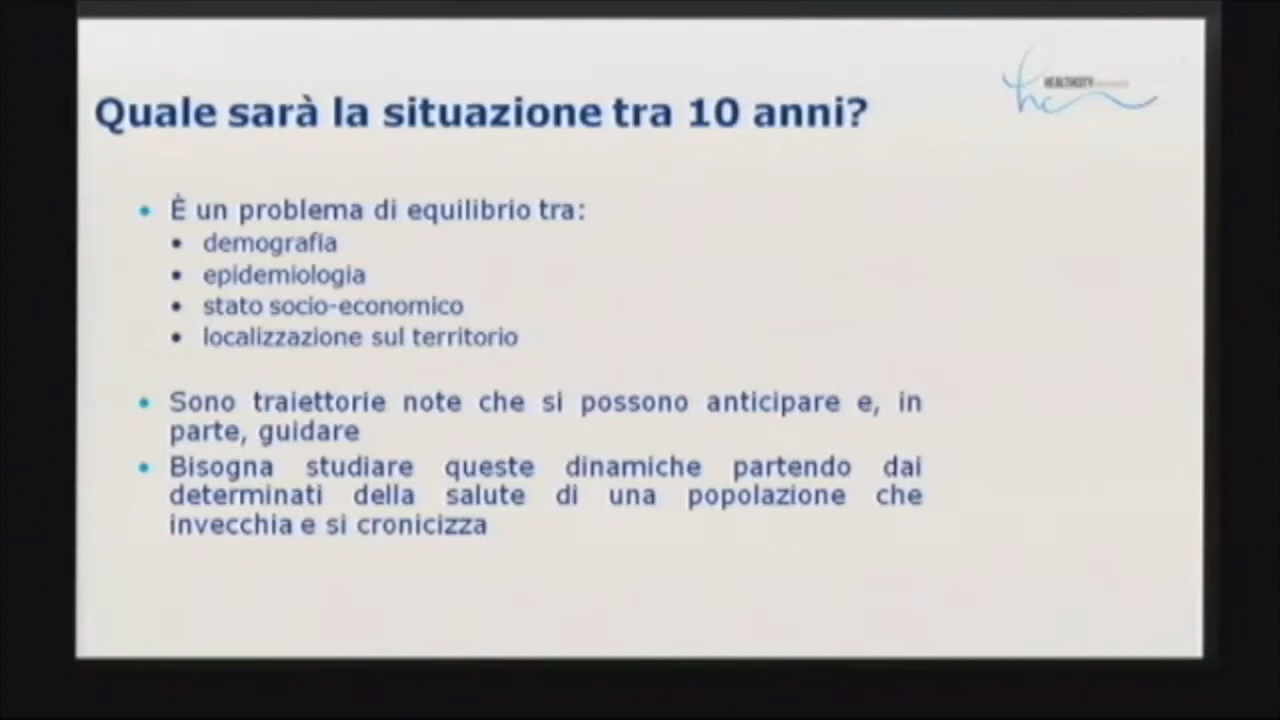 HEALTHCITY
Quale sarà la situazione tra 10 anni?
• È un problema di equilibrio tra:
• demografia
• epidemiologia
• stato socio-economico
• localizzazione sul territorio
• Sono traiettorie note che si possono anticipare e, in
parte, guidare
• Bisogna studiare queste dinamiche partendo dai
determinati della salute di una popolazione che
invecchia e si cronicizza